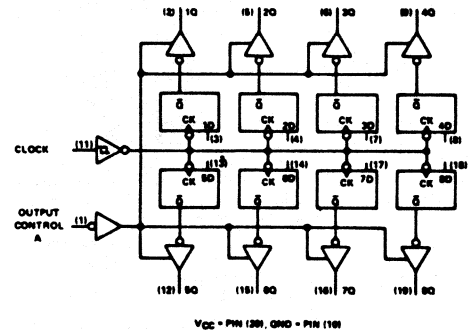 (2) 1Q (5) 2Q (6) 3Q (9) 4Q
Q̄ Q̄ Q̄ Q̄
CK 1D CK 2D CK 3D CK 4D
(3) (4) (7) (8)
CLOCK (11)
(13) (14) (17) (18)
CK 5D CK 6D CK 7D CK 8D
Q̄ Q̄ Q̄ Q̄
OUTPUT
CONTROL
A
(1)
(12) 5Q (15) 6Q (16) 7Q (19) 8Q
VCC = PIN (20), GND = PIN (10)